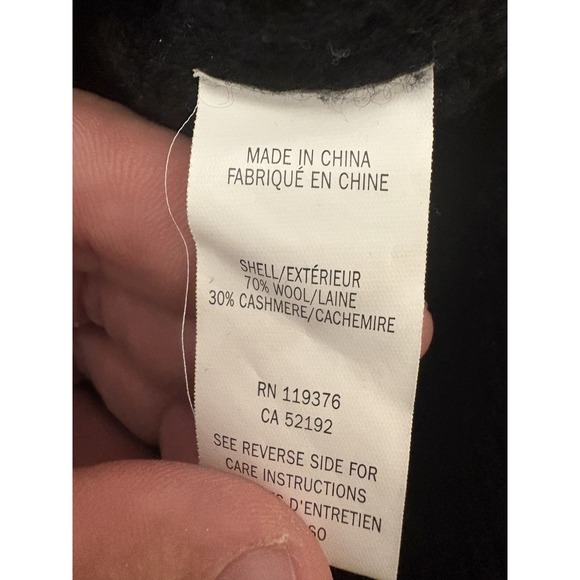 MADE IN CHINA
FABRIQUÉ EN CHINE
SHELL/EXTÉRIEUR
70% WOOL/LAINE
30% CASHMERE/CACHEMIRE
RN 119376
CA 52192
SEE REVERSE SIDE FOR
CARE INSTRUCTIONS
D'ENTRETIEN